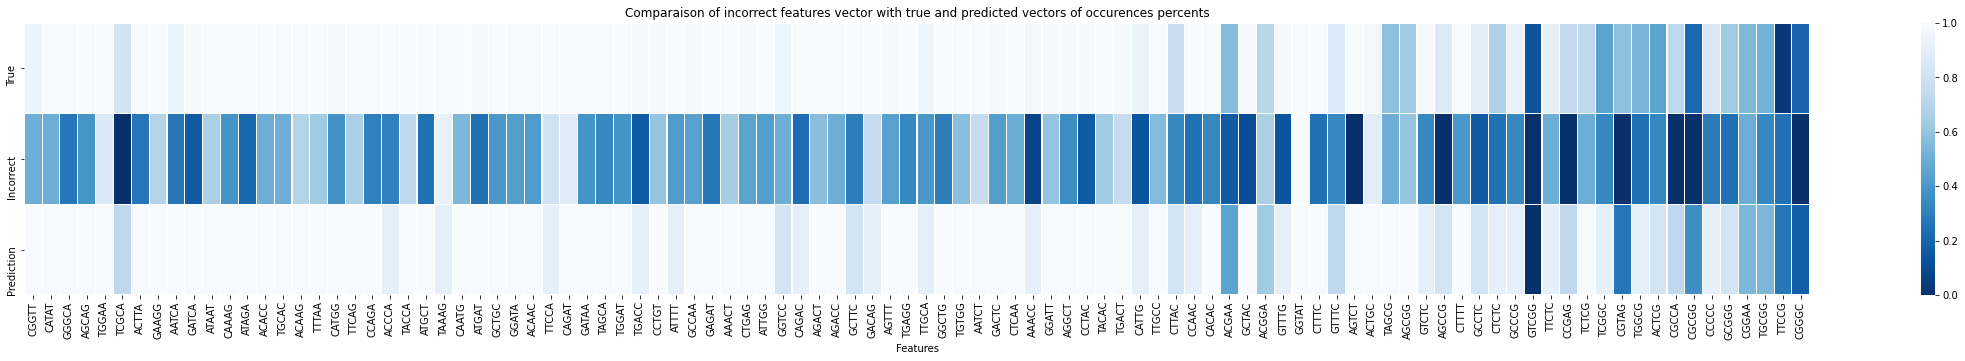 Comparaison of incorrect features vector with true and predicted vectors of occurences percents
True
Incorrect
Prediction
CGGTT CATAT GGGCA AGCAG TGGAA TCGCA ACTTA GAAGG AATCA GATCA ATAAT CAAAG ATAGA ACACC TGCAC ACAAG TTTAA CATGG TTCAG CCAGA ACCCA TACCA ATGCT TAAAG CAATG ATGAT GCTGC GGATA ACAAC TTCCA CAGAT GATAA TAGCA TGGAT TGACC CCTGT ATTTT GCCAA GAGAT AAACT CTGAG ATTGG GGTCC CAGAC AGACT AGACC GCTTC GACAG AGTTT TGAGG TTGCA GGCTG TGTGG AATCT GACTC CTCAA AAACC GGATT AGGCT CCTAC TACAC TGACT CATTG TTGCC CTTAC CCAAC CACAC ACGAA GCTAC ACGGA GTTTG GGTAT CTTTC GTTTC AGTCT ACTGC TAGCG AGCGG GTCTC AGCCG CTTTT GCCTC CTCTC GCCCG GTCGG TTCTC CCGAG TCTCG TCGGC CGTAG TGGCG ACTCG CGCCA CGCGG CCCCC GCGGG CGGAA TGCGG TTCCG CGGGC
Features
1.0
0.8
0.6
0.4
0.2
0.0